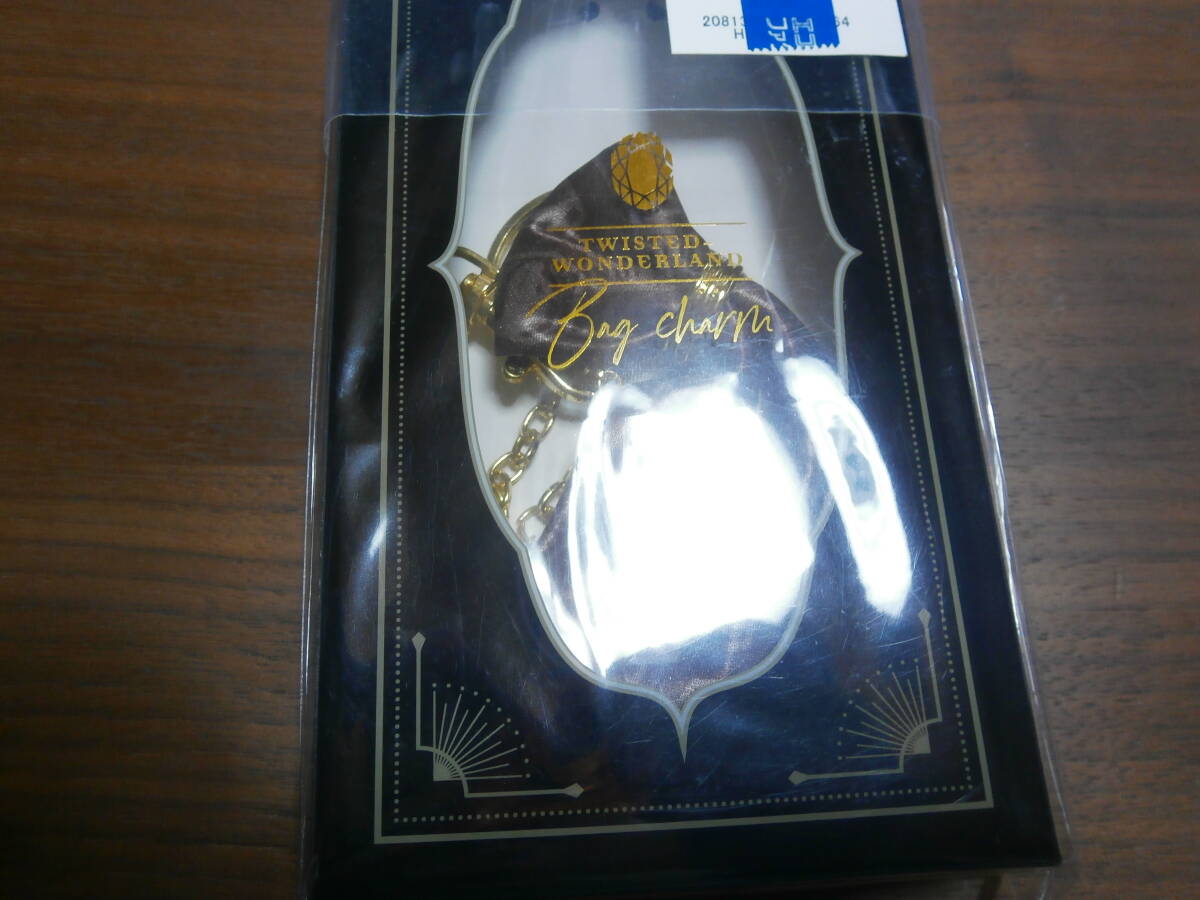 TWISTED-
WONDERLAND
Bag charm